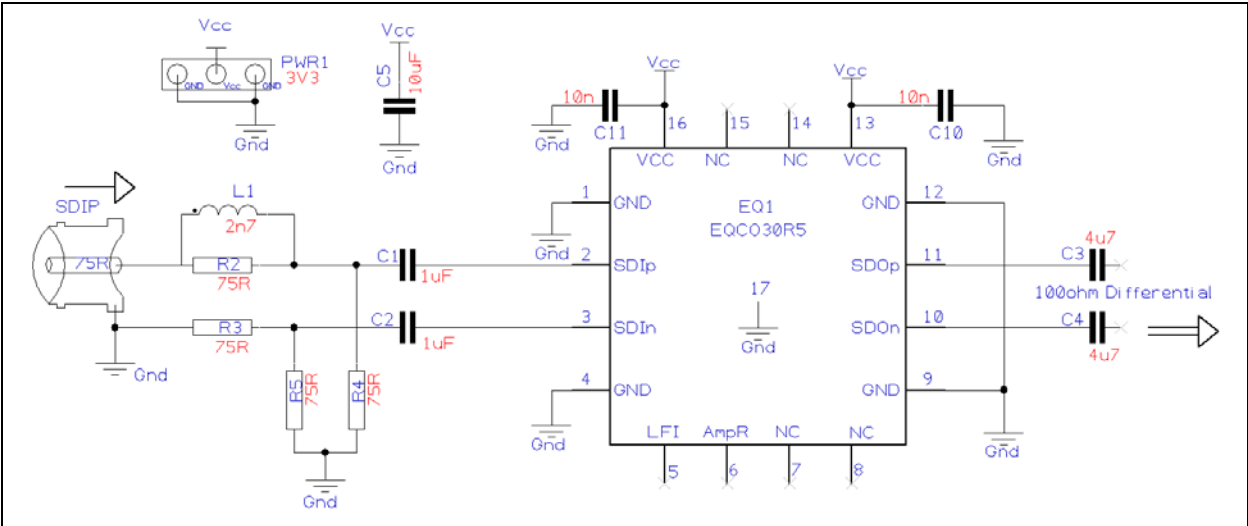 Vcc
PWR1
3V3
GND
Vcc
GND
Gnd
Vcc
C5
10uF
Gnd
Vcc
10n
C11
Gnd
16
15
14
13
Vcc
10n
C10
Gnd
VCC
NC
NC
VCC
SDIP
75R
Gnd
L1
2n7
R2
75R
R3
75R
R5
75R
R4
75R
Gnd
C1
1uF
C2
1uF
1
GND
Gnd
2
SDIp
3
SDIn
4
GND
Gnd
EQ1
EQCO30R5
17
Gnd
12
GND
11
SDOp
10
SDOn
9
GND
Gnd
LFI
AmpR
NC
NC
5
6
7
8
4u7
C3
100ohm Differential
C4
4u7